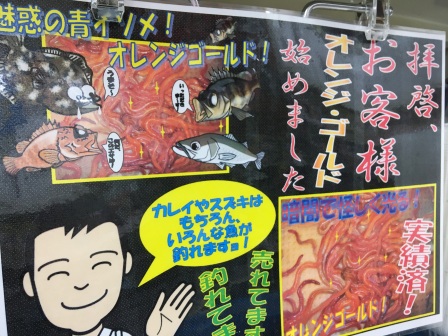 拝啓、
お客様
オレンジ・ゴールド
始めました
魅惑の青イソメ！
オレンジゴールド！
カレイやスズキは
もちろん、
いろんな魚が
釣れますョ！
売れてます
釣れてま
暗闇で怪しく光る！
実績済！
オレンジゴールド！